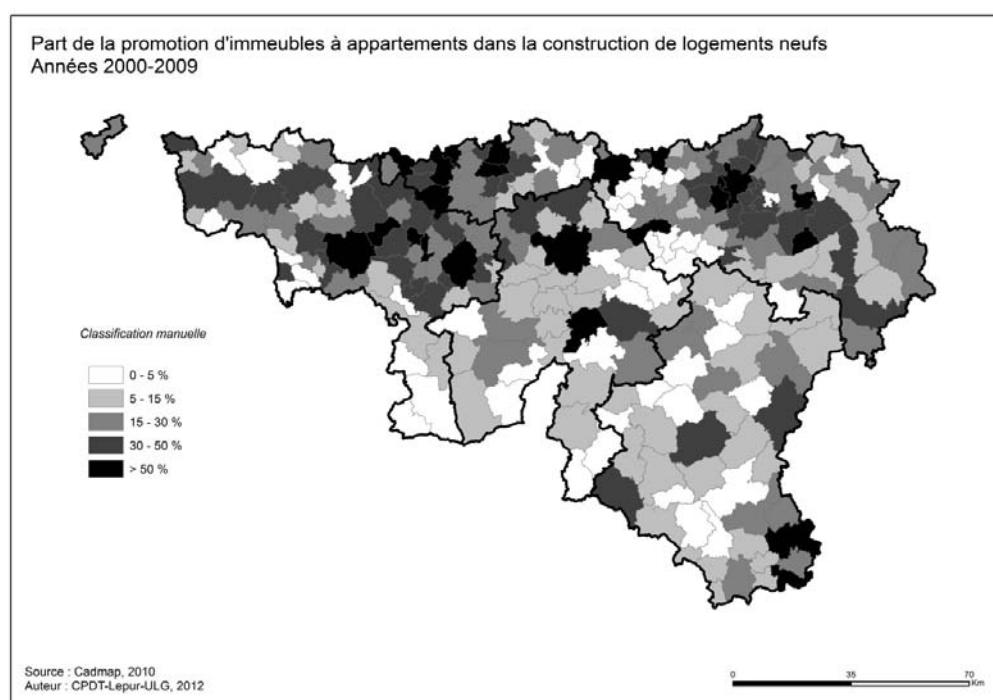 Part de la promotion d'immeubles à appartements dans la construction de logements neufs
Années 2000-2009
Classification manuelle
0 - 5 %
5 - 15 %
15 - 30 %
30 - 50 %
> 50 %
Source : Cadmap, 2010
Auteur : CPDT-Lepur-ULG, 2012
0 35 70
Km